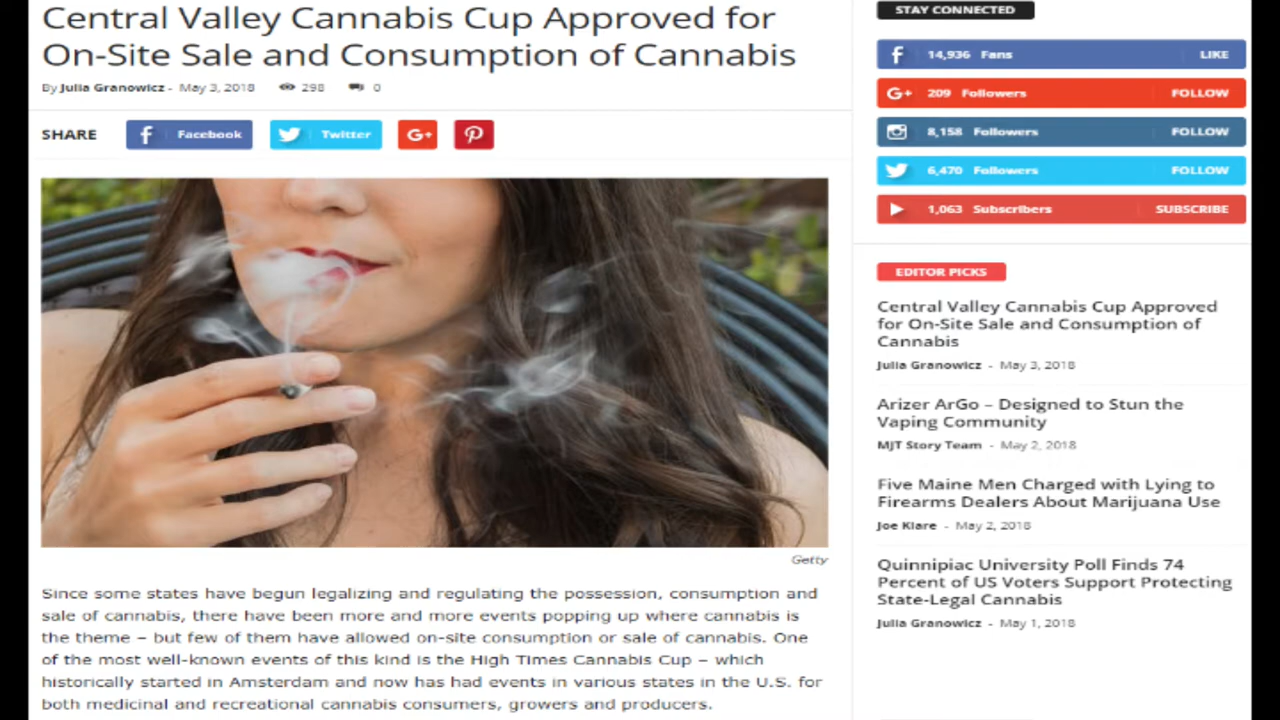 Central Valley Cannabis Cup Approved for
On-Site Sale and Consumption of Cannabis
By Julia Granowicz - May 3, 2018 298 0
SHARE Facebook Twitter G+
Getty
Since some states have begun legalizing and regulating the possession, consumption and
sale of cannabis, there have been more and more events popping up where cannabis is
the theme – but few of them have allowed on-site consumption or sale of cannabis. One
of the most well-known events of this kind is the High Times Cannabis Cup – which
historically started in Amsterdam and now has had events in various states in the U.S. for
both medicinal and recreational cannabis consumers, growers and producers.
STAY CONNECTED
14,936 Fans LIKE
G+ 209 Followers FOLLOW
8,158 Followers FOLLOW
6,470 Followers FOLLOW
1,063 Subscribers SUBSCRIBE
EDITOR PICKS
Central Valley Cannabis Cup Approved
for On-Site Sale and Consumption of
Cannabis
Julia Granowicz - May 3, 2018
Arizer ArGo – Designed to Stun the
Vaping Community
MJT Story Team - May 2, 2018
Five Maine Men Charged with Lying to
Firearms Dealers About Marijuana Use
Joe Klare - May 2, 2018
Quinnipiac University Poll Finds 74
Percent of US Voters Support Protecting
State-Legal Cannabis
Julia Granowicz - May 1, 2018